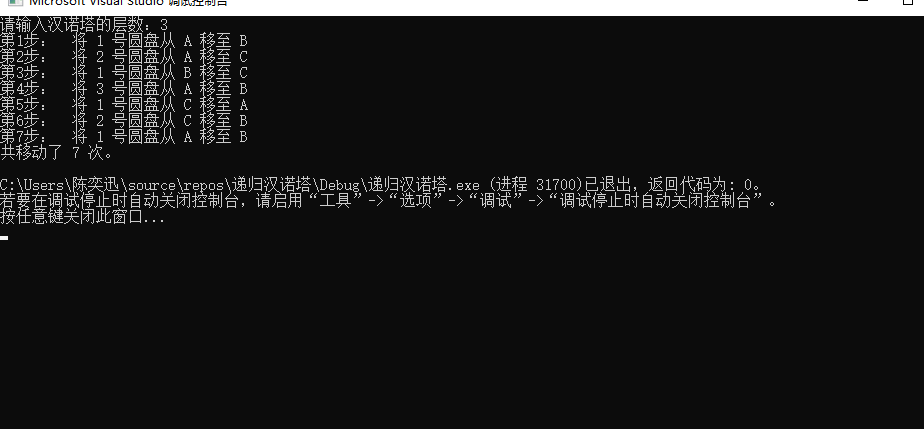 Microsoft Visual Studio 调试控制台
请输入汉诺塔的层数：3
第1步：  将 1 号圆盘从 A 移至 B
第2步：  将 2 号圆盘从 A 移至 C
第3步：  将 1 号圆盘从 B 移至 C
第4步：  将 3 号圆盘从 A 移至 B
第5步：  将 1 号圆盘从 C 移至 A
第6步：  将 2 号圆盘从 C 移至 B
第7步：  将 1 号圆盘从 A 移至 B
共移动了 7 次。
C:\Users\陈奕迅\source\repos\递归汉诺塔\Debug\递归汉诺塔.exe (进程 31700)已退出，返回代码为: 0。
若要在调试停止时自动关闭控制台，请启用“工具”->“选项”->“调试”->“调试停止时自动关闭控制台”。
按任意键关闭此窗口...